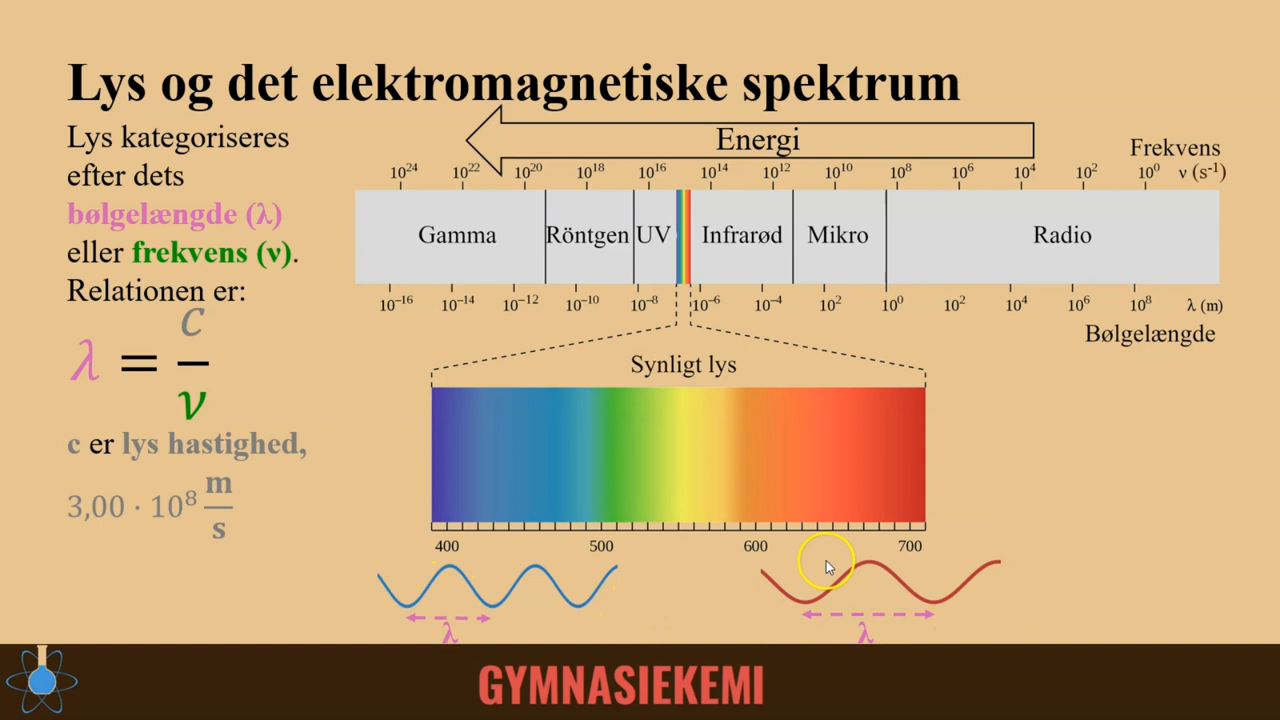 Lys og det elektromagnetiske spektrum
Lys kategoriseres
efter dets
bølgelængde (λ)
eller frekvens (ν).
Relationen er:
λ = c/ν
c er lys hastighed,
3,00 · 10⁸ m/s
Energi
Frekvens
10²⁴ 10²² 10²⁰ 10¹⁸ 10¹⁶ 10¹⁴ 10¹² 10¹⁰ 10⁸ 10⁶ 10⁴ 10² 10⁰ ν (s⁻¹)
Gamma Röntgen UV Infrarød Mikro Radio
10⁻¹⁶ 10⁻¹⁴ 10⁻¹² 10⁻¹⁰ 10⁻⁸ 10⁻⁶ 10⁻⁴ 10² 10⁰ 10² 10⁴ 10⁶ 10⁸ λ (m)
Bølgelængde
Synligt lys
400 500 600 700
λ λ
GYMNASIEKEMI